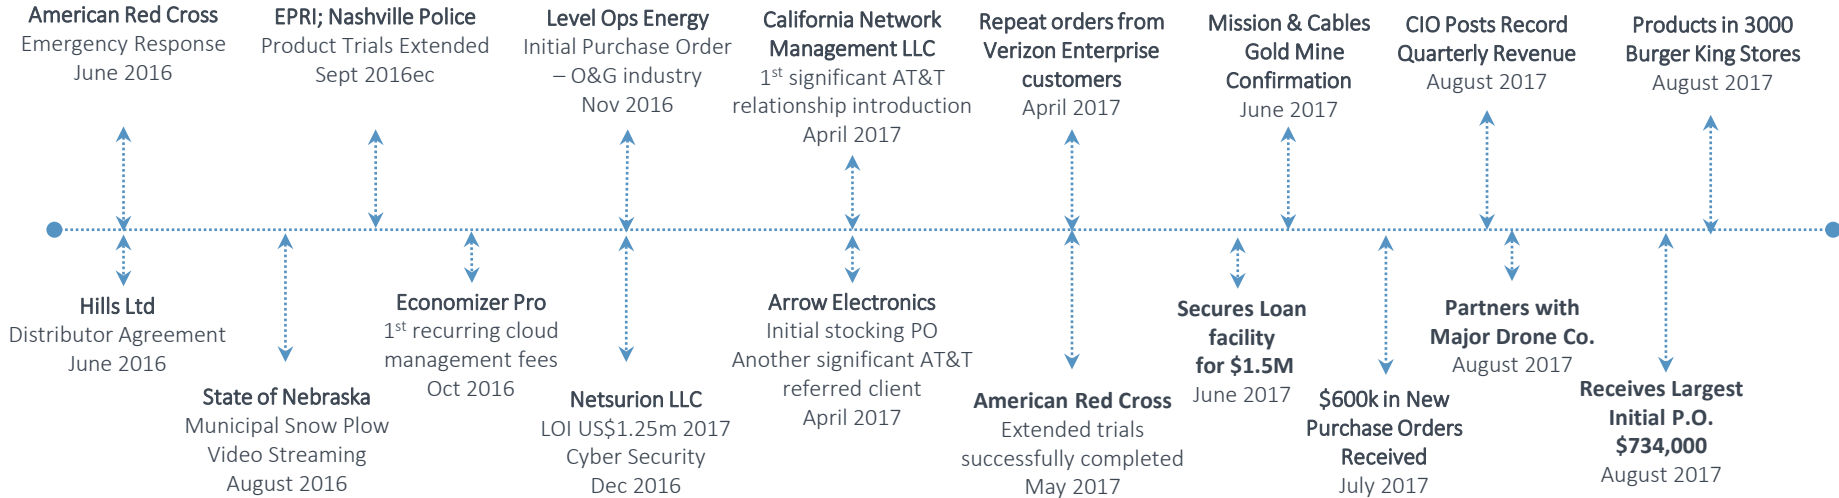 American Red Cross
Emergency Response
June 2016
EPRI; Nashville Police
Product Trials Extended
Sept 2016ec
Level Ops Energy
Initial Purchase Order
– O&G industry
Nov 2016
California Network
Management LLC
1st significant AT&T
relationship introduction
April 2017
Repeat orders from
Verizon Enterprise
customers
April 2017
Mission & Cables
Gold Mine
Confirmation
June 2017
CIO Posts Record
Quarterly Revenue
August 2017
Products in 3000
Burger King Stores
August 2017
Hills Ltd
Distributor Agreement
June 2016
State of Nebraska
Municipal Snow Plow
Video Streaming
August 2016
Economizer Pro
1st recurring cloud
management fees
Oct 2016
Netsurion LLC
LOI US$1.25m 2017
Cyber Security
Dec 2016
Arrow Electronics
Initial stocking PO
Another significant AT&T
referred client
April 2017
American Red Cross
Extended trials
successfully completed
May 2017
Secures Loan
facility
for $1.5M
June 2017
$600k in New
Purchase Orders
Received
July 2017
Partners with
Major Drone Co.
August 2017
Receives Largest
Initial P.O.
$734,000
August 2017